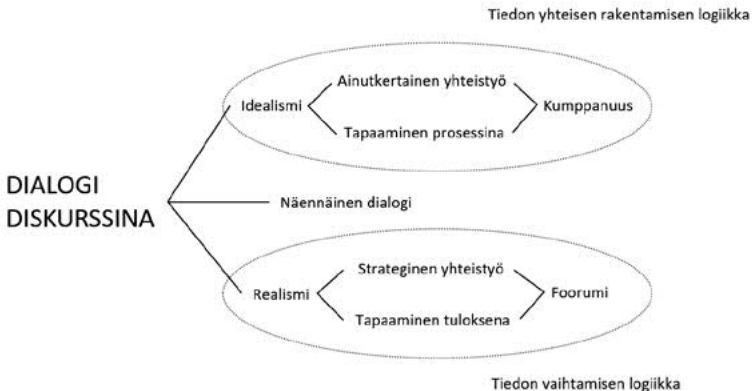 Tiedon yhteisen rakentamisen logiikka
Ainutkertainen yhteistyö
Idealismi
Kumppanuus
Tapaaminen prosessina
DIALOGI
DISKURSSINA
Näennäinen dialogi
Strateginen yhteistyö
Realismi
Foorumi
Tapaaminen tuloksena
Tiedon vaihtamisen logiikka